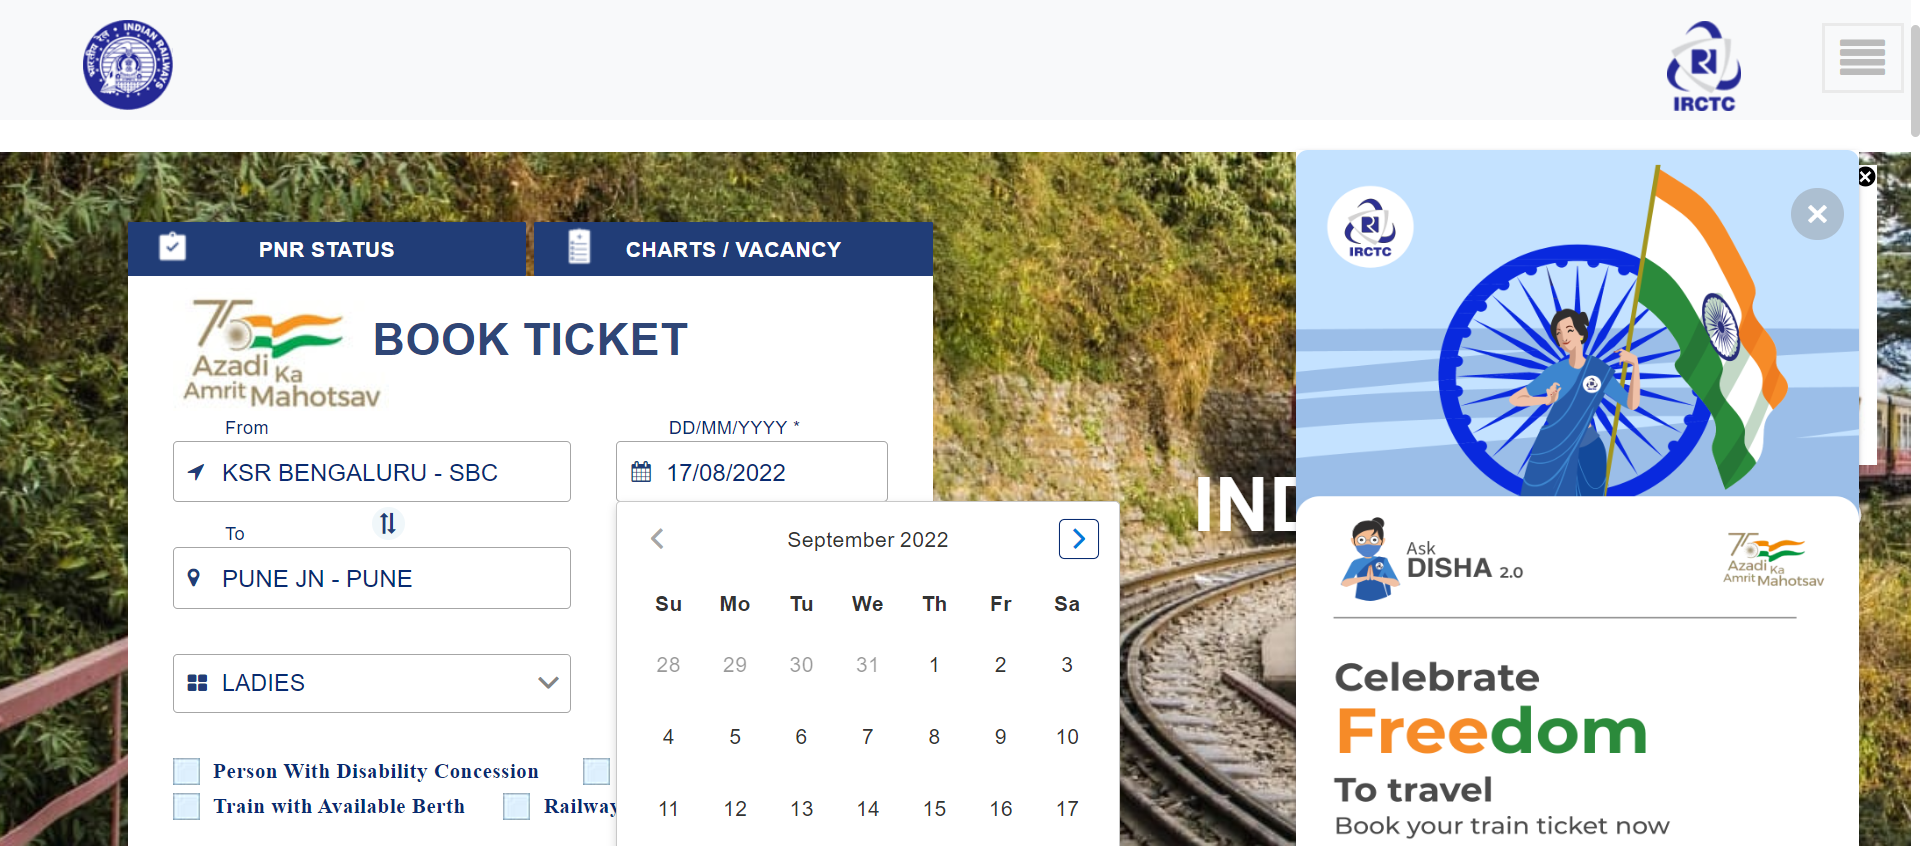 INDIAN RAILWAYS
भारतीय रेल
IRCTC
PNR STATUS
CHARTS / VACANCY
75
Azadi Ka
Amrit Mahotsav
BOOK TICKET
From
KSR BENGALURU - SBC
DD/MM/YYYY *
17/08/2022
To
PUNE JN - PUNE
LADIES
Person With Disability Concession
Train with Available Berth
Railway
September 2022
Su Mo Tu We Th Fr Sa
28 29 30 31 1 2 3
4 5 6 7 8 9 10
11 12 13 14 15 16 17
IND
IRCTC
Ask
DISHA 2.0
75
Azadi Ka
Amrit Mahotsav
Celebrate
Freedom
To travel
Book your train ticket now